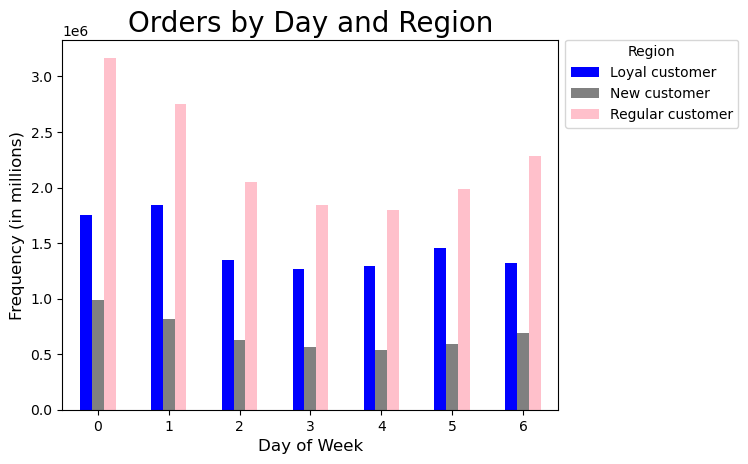 Orders by Day and Region
1e6
Frequency (in millions)
3.0
2.5
2.0
1.5
1.0
0.5
0.0
0 1 2 3 4 5 6
Day of Week
Region
Loyal customer
New customer
Regular customer